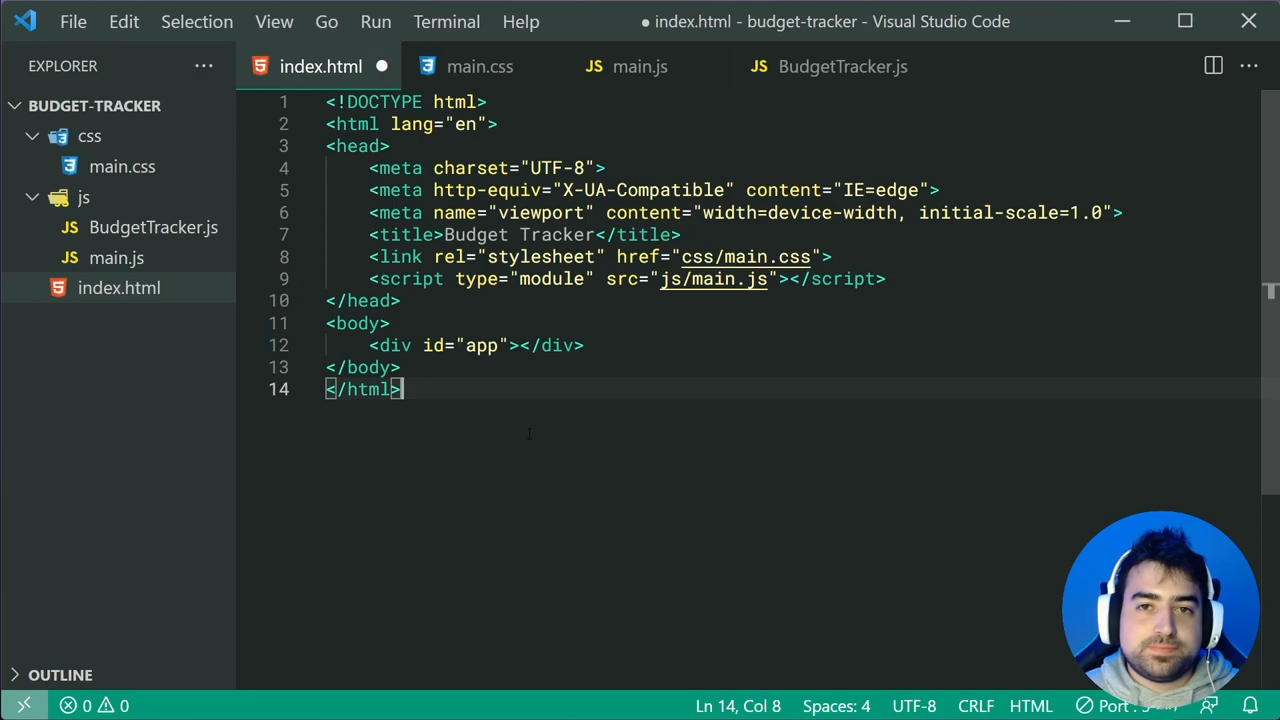 File Edit Selection View Go Run Terminal Help
● index.html - budget-tracker - Visual Studio Code
EXPLORER
index.html
main.css
JS main.js
JS BudgetTracker.js
BUDGET-TRACKER
css
main.css
js
JS BudgetTracker.js
JS main.js
index.html
OUTLINE
1 <!DOCTYPE html>
2 <html lang="en">
3 <head>
4 <meta charset="UTF-8">
5 <meta http-equiv="X-UA-Compatible" content="IE=edge">
6 <meta name="viewport" content="width=device-width, initial-scale=1.0">
7 <title>Budget Tracker</title>
8 <link rel="stylesheet" href="css/main.css">
9 <script type="module" src="js/main.js"></script>
10 </head>
11 <body>
12 <div id="app"></div>
13 </body>
14 </html>
0 0
Ln 14, Col 8 Spaces: 4 UTF-8 CRLF HTML Port :